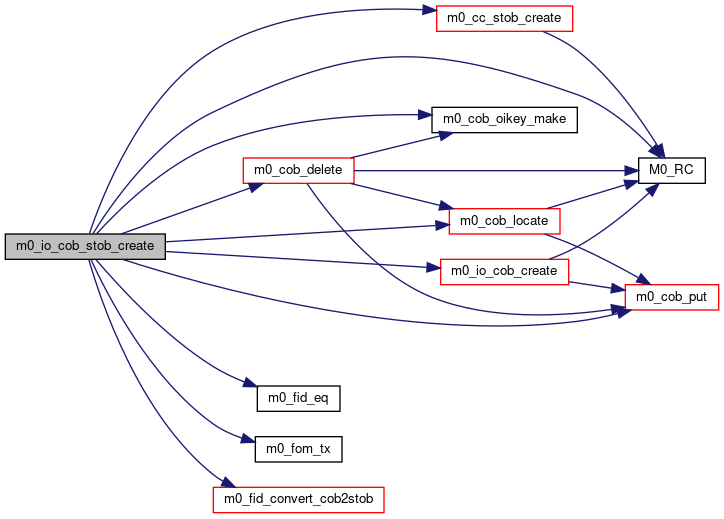 m0_cc_stob_create
m0_cob_oikey_make
m0_cob_delete
M0_RC
m0_cob_locate
m0_io_cob_stob_create
m0_io_cob_create
m0_cob_put
m0_fid_eq
m0_fom_tx
m0_fid_convert_cob2stob